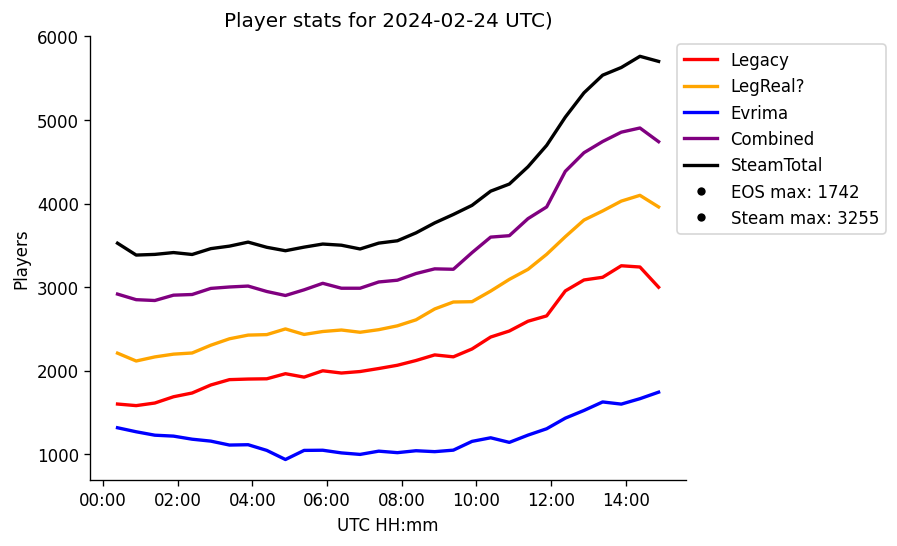 Player stats for 2024-02-24 UTC)
6000
5000
4000
3000
2000
1000
Players
00:00 02:00 04:00 06:00 08:00 10:00 12:00 14:00
UTC HH:mm
Legacy
LegReal?
Evrima
Combined
SteamTotal
EOS max: 1742
Steam max: 3255